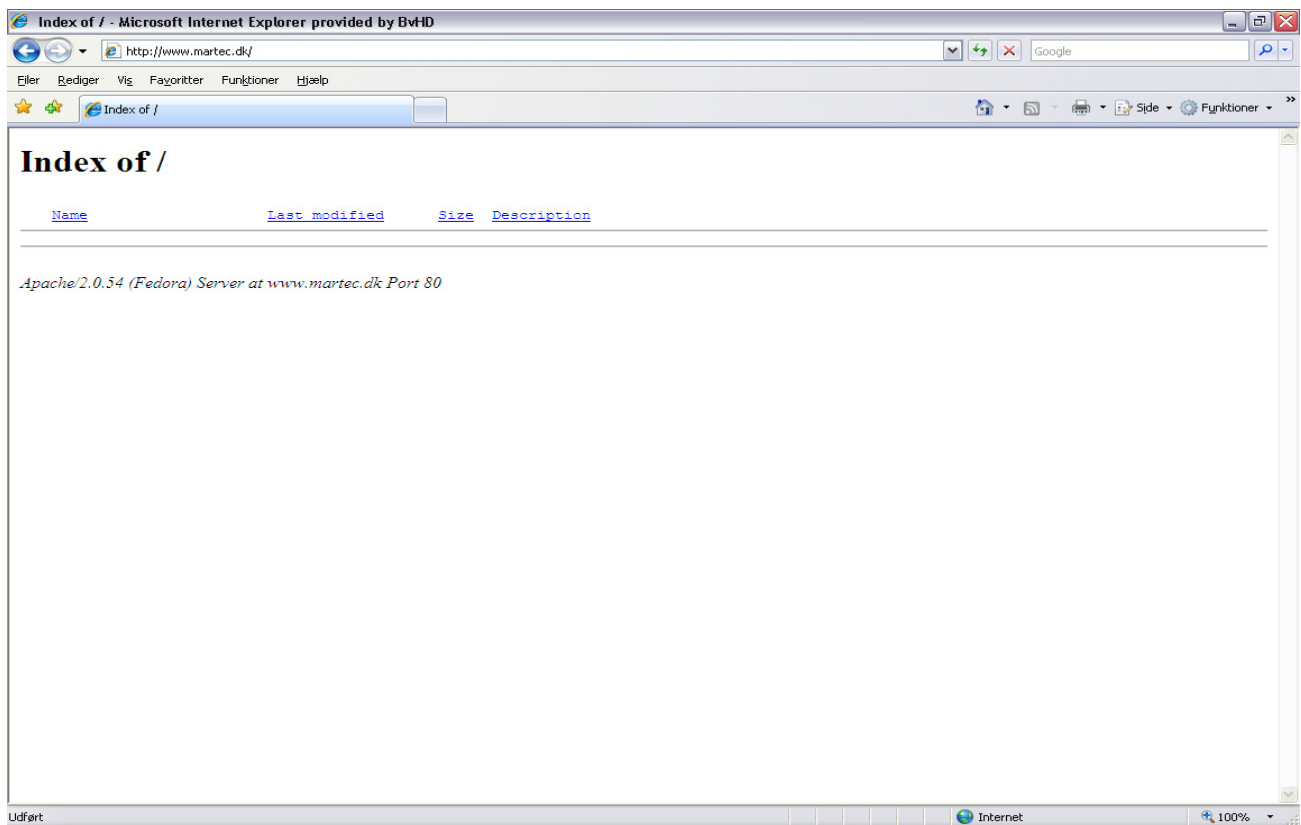 Index of / - Microsoft Internet Explorer provided by BvHD
http://www.martec.dk/
Google
Filer Rediger Vis Favoritter Funktioner Hjælp
Index of /
Side Funktioner »
Index of /
Name Last modified Size Description
Apache/2.0.54 (Fedora) Server at www.martec.dk Port 80
Udført Internet 100%